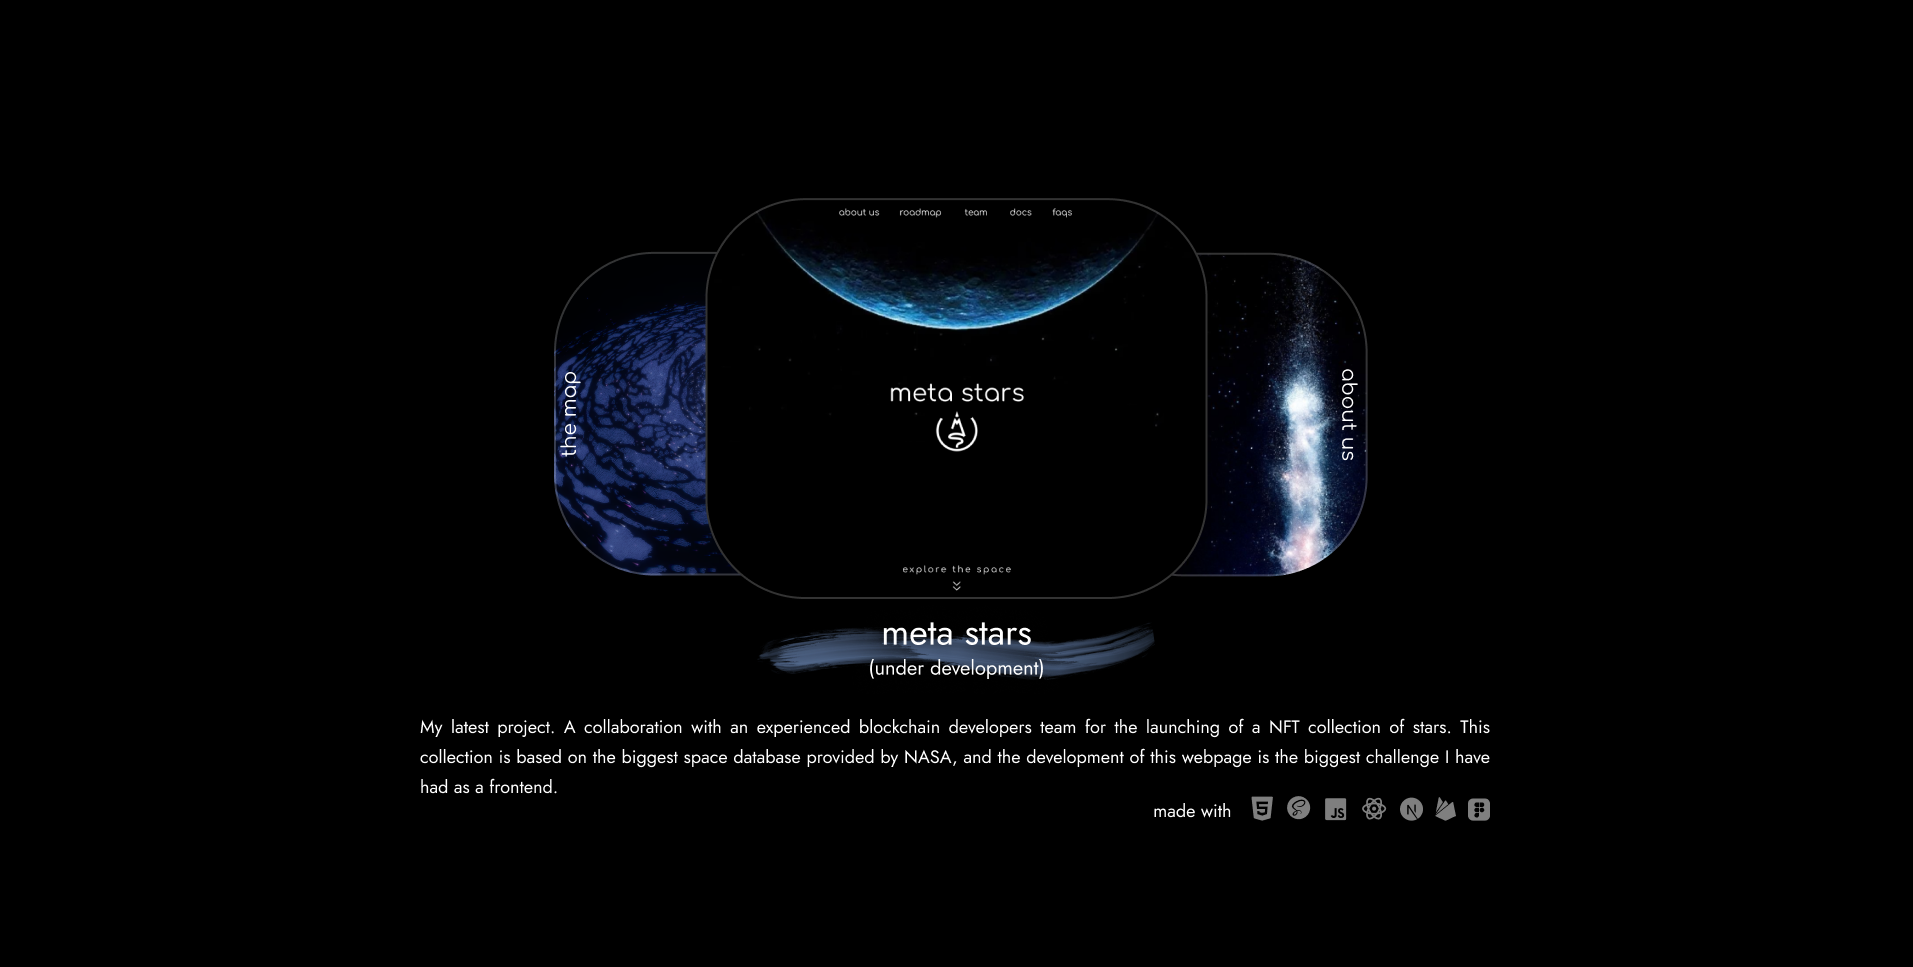 about us roadmap team docs faqs
the map
meta stars
about us
explore the space
meta stars
(under development)
My latest project. A collaboration with an experienced blockchain developers team for the launching of a NFT collection of stars. This
collection is based on the biggest space database provided by NASA, and the development of this webpage is the biggest challenge I have
had as a frontend.
made with
5 JS N